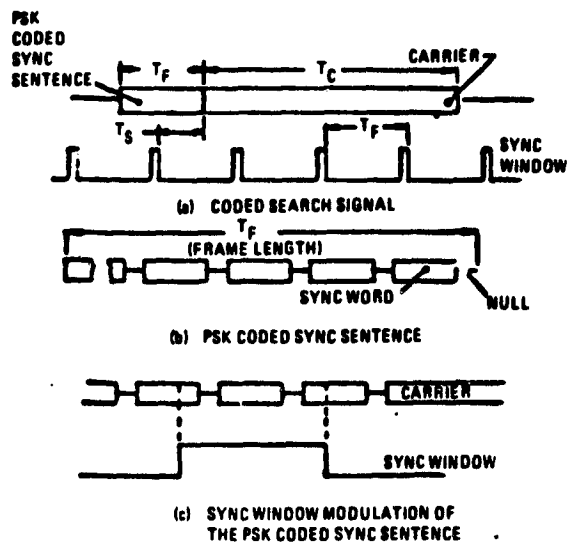 PSK
CODED
SYNC
SENTENCE
T_F
T_C
CARRIER
T_S
T_F
SYNC
WINDOW
(a) CODED SEARCH SIGNAL
T_F
(FRAME LENGTH)
SYNC WORD
NULL
(b) PSK CODED SYNC SENTENCE
CARRIER
SYNC WINDOW
(c) SYNC WINDOW MODULATION OF
THE PSK CODED SYNC SENTENCE